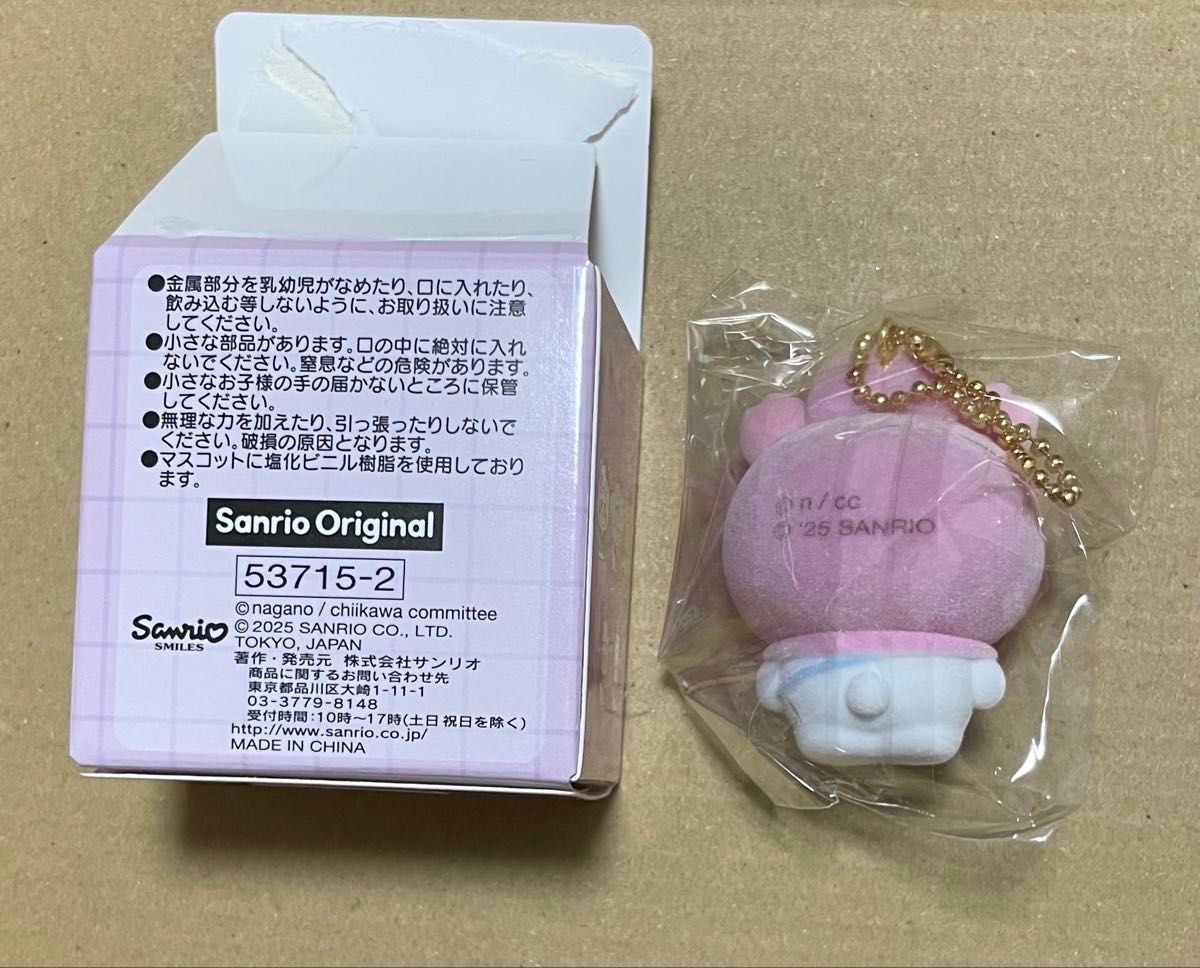 ●金属部分を乳幼児がなめたり、口に入れたり、
飲み込む等しないように、お取り扱いに注意
してください。
●小さな部品があります。口の中に絶対に入れ
ないでください。窒息などの危険があります。
●小さなお子様の手の届かないところに保管
してください。
●無理な力を加えたり、引っ張ったりしないで
ください。破損の原因となります。
●マスコットに塩化ビニル樹脂を使用しており
ます。
Sanrio Original
53715-2
©nagano / chiikawa committee
Sanrio
SMILES
©2025 SANRIO CO., LTD.
TOKYO, JAPAN
著作・発売元 株式会社サンリオ
商品に関するお問い合わせ先
東京都品川区大崎1-11-1
03-3779-8148
受付時間:10時〜17時(土日祝日を除く)
http://www.sanrio.co.jp/
MADE IN CHINA
n / cc
© '25 SANRIO